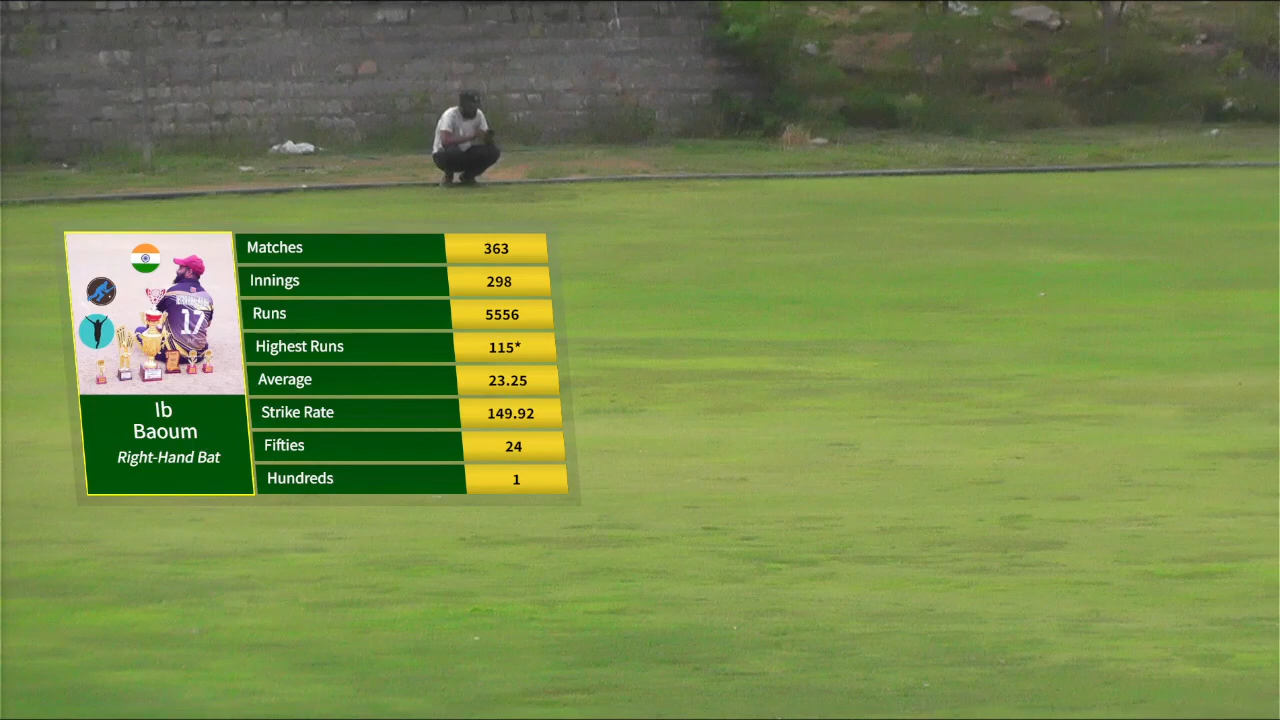 17
Ib
Baoum
Right-Hand Bat
Matches 363
Innings 298
Runs 5556
Highest Runs 115*
Average 23.25
Strike Rate 149.92
Fifties 24
Hundreds 1